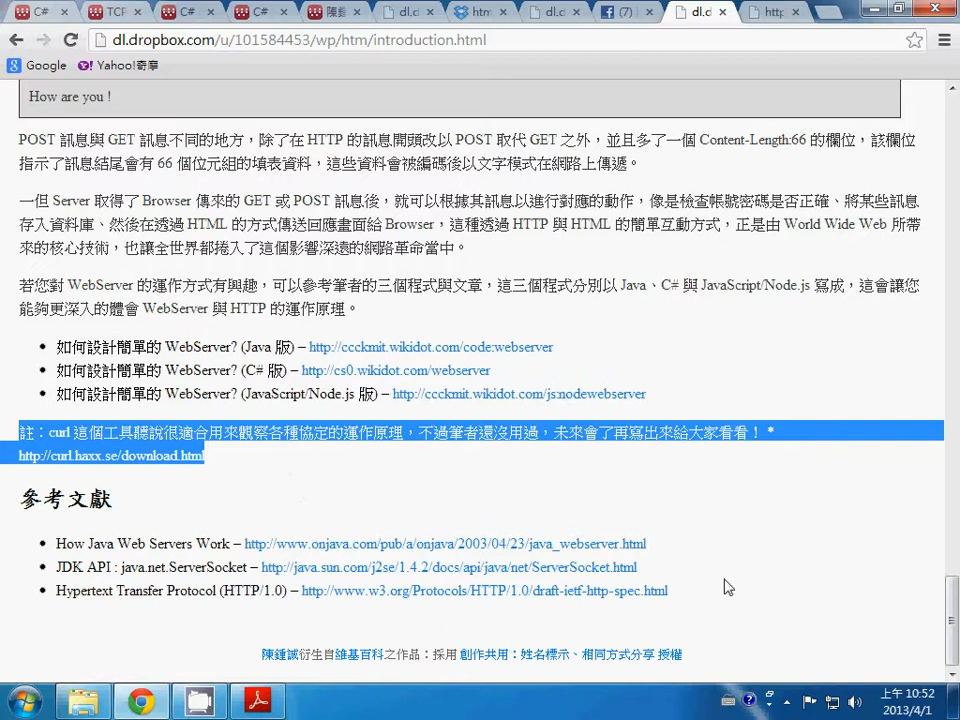 C#
TCP
C#
C#
陳鍾
dl.c
htm
dl.c
(7)
dl.c
http
dl.dropbox.com/u/101584453/wp/htm/introduction.html
Google
Yahoo!奇摩
How are you !
POST 訊息與 GET 訊息不同的地方，除了在 HTTP 的訊息開頭改以 POST 取代 GET 之外，並且多了一個 Content-Length:66 的欄位，該欄位
指示了訊息結尾會有 66 個位元組的填表資料，這些資料會被編碼後以文字模式在網路上傳遞。
一但 Server 取得了 Browser 傳來的 GET 或 POST 訊息後，就可以根據其訊息以進行對應的動作，像是檢查帳號密碼是否正確、將某些訊息
存入資料庫、然後在透過 HTML 的方式傳送回應畫面給 Browser，這種透過 HTTP 與 HTML 的簡單互動方式，正是由 World Wide Web 所帶
來的核心技術，也讓全世界都捲入了這個影響深遠的網路革命當中。
若您對 WebServer 的運作方式有興趣，可以參考筆者的三個程式與文章，這三個程式分別以 Java、C# 與 JavaScript/Node.js 寫成，這會讓您
能夠更深入的體會 WebServer 與 HTTP 的運作原理。
• 如何設計簡單的 WebServer? (Java 版) – http://ccckmit.wikidot.com/code:webserver
• 如何設計簡單的 WebServer? (C# 版) – http://cs0.wikidot.com/webserver
• 如何設計簡單的 WebServer? (JavaScript/Node.js 版) – http://ccckmit.wikidot.com/js:nodewebserver
註：curl 這個工具聽說很適合用來觀察各種協定的運作原理，不過筆者還沒用過，未來會了再寫出來給大家看看！ *
http://curl.haxx.se/download.html
參考文獻
• How Java Web Servers Work – http://www.onjava.com/pub/a/onjava/2003/04/23/java_webserver.html
• JDK API : java.net.ServerSocket – http://java.sun.com/j2se/1.4.2/docs/api/java/net/ServerSocket.html
• Hypertext Transfer Protocol (HTTP/1.0) – http://www.w3.org/Protocols/HTTP/1.0/draft-ietf-http-spec.html
陳鍾誠衍生自維基百科之作品：採用 創作共用：姓名標示、相同方式分享 授權
上午 10:52
2013/4/1